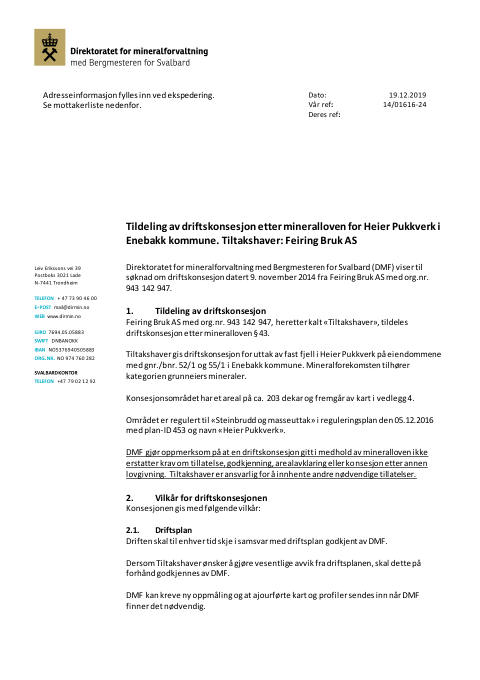 Direktoratet for mineralforvaltning
med Bergmesteren for Svalbard
Adresseinformasjon fylles inn ved ekspedering.
Se mottakerliste nedenfor.
Dato: 19.12.2019
Vår ref: 14/01616-24
Deres ref:
Tildeling av driftskonsesjon etter mineralloven for Heier Pukkverk i
Enebakk kommune. Tiltakshaver: Feiring Bruk AS
Leiv Erikssons vei 39
Postboks 3021 Lade
N-7441 Trondheim
TELEFON + 47 73 90 46 00
E-POST mail@dirmin.no
WEB www.dirmin.no
GIRO 7694.05.05883
SWIFT DNBANOKK
IBAN NO5376940505883
ORG.NR. NO 974 760 282
SVALBARDKONTOR
TELEFON +47 79 02 12 92
Direktoratet for mineralforvaltning med Bergmesteren for Svalbard (DMF) viser til
søknad om driftskonsesjon datert 9. november 2014 fra Feiring Bruk AS med org.nr.
943 142 947.
1. Tildeling av driftskonsesjon
Feiring Bruk AS med org.nr. 943 142 947, heretter kalt «Tiltakshaver», tildeles
driftskonsesjon etter mineralloven § 43.
Tiltakshaver gis driftskonsesjon for uttak av fast fjell i Heier Pukkverk på eiendommene
med gnr./bnr. 52/1 og 55/1 i Enebakk kommune. Mineralforekomsten tilhører
kategorien grunneiers mineraler.
Konsesjonsområdet har et areal på ca. 203 dekar og fremgår av kart i vedlegg 4.
Området er regulert til «Steinbrudd og masseuttak» i reguleringsplan den 05.12.2016
med plan-ID 453 og navn «Heier Pukkverk».
DMF gjør oppmerksom på at en driftskonsesjon gitt i medhold av mineralloven ikke
erstatter krav om tillatelse, godkjenning, arealavklaring eller konsesjon etter annen
lovgivning. Tiltakshaver er ansvarlig for å innhente andre nødvendige tillatelser.
2. Vilkår for driftskonsesjonen
Konsesjonen gis med følgende vilkår:
2.1. Driftsplan
Driften skal til enhver tid skje i samsvar med driftsplan godkjent av DMF.
Dersom Tiltakshaver ønsker å gjøre vesentlige avvik fra driftsplanen, skal dette på
forhånd godkjennes av DMF.
DMF kan kreve ny oppmåling og at ajourførte kart og profiler sendes inn når DMF
finner det nødvendig.